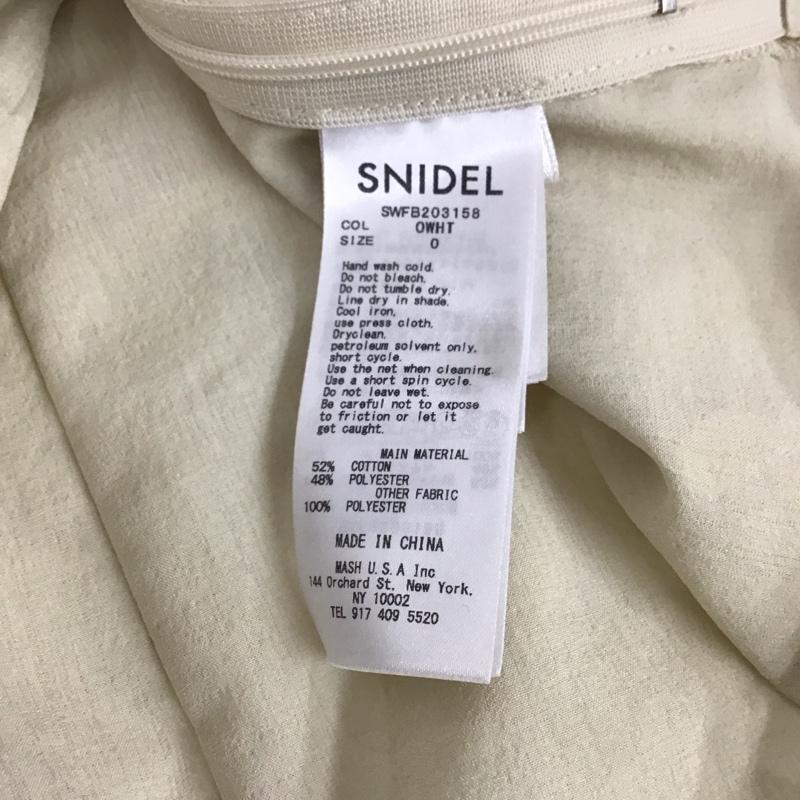 SNIDEL
SWFB203158
COL OWHT
SIZE 0
Hand wash cold.
Do not bleach.
Do not tumble dry.
Line dry in shade.
Cool iron,
use press cloth.
Dryclean,
petroleum solvent only,
short cycle.
Use the net when cleaning.
Use a short spin cycle.
Do not leave wet.
Be careful not to expose
to friction or let it
get caught.
MAIN MATERIAL
52% COTTON
48% POLYESTER
OTHER FABRIC
100% POLYESTER
MADE IN CHINA
MASH U.S.A Inc
144 Orchard St. New York,
NY 10002
TEL 917 409 5520